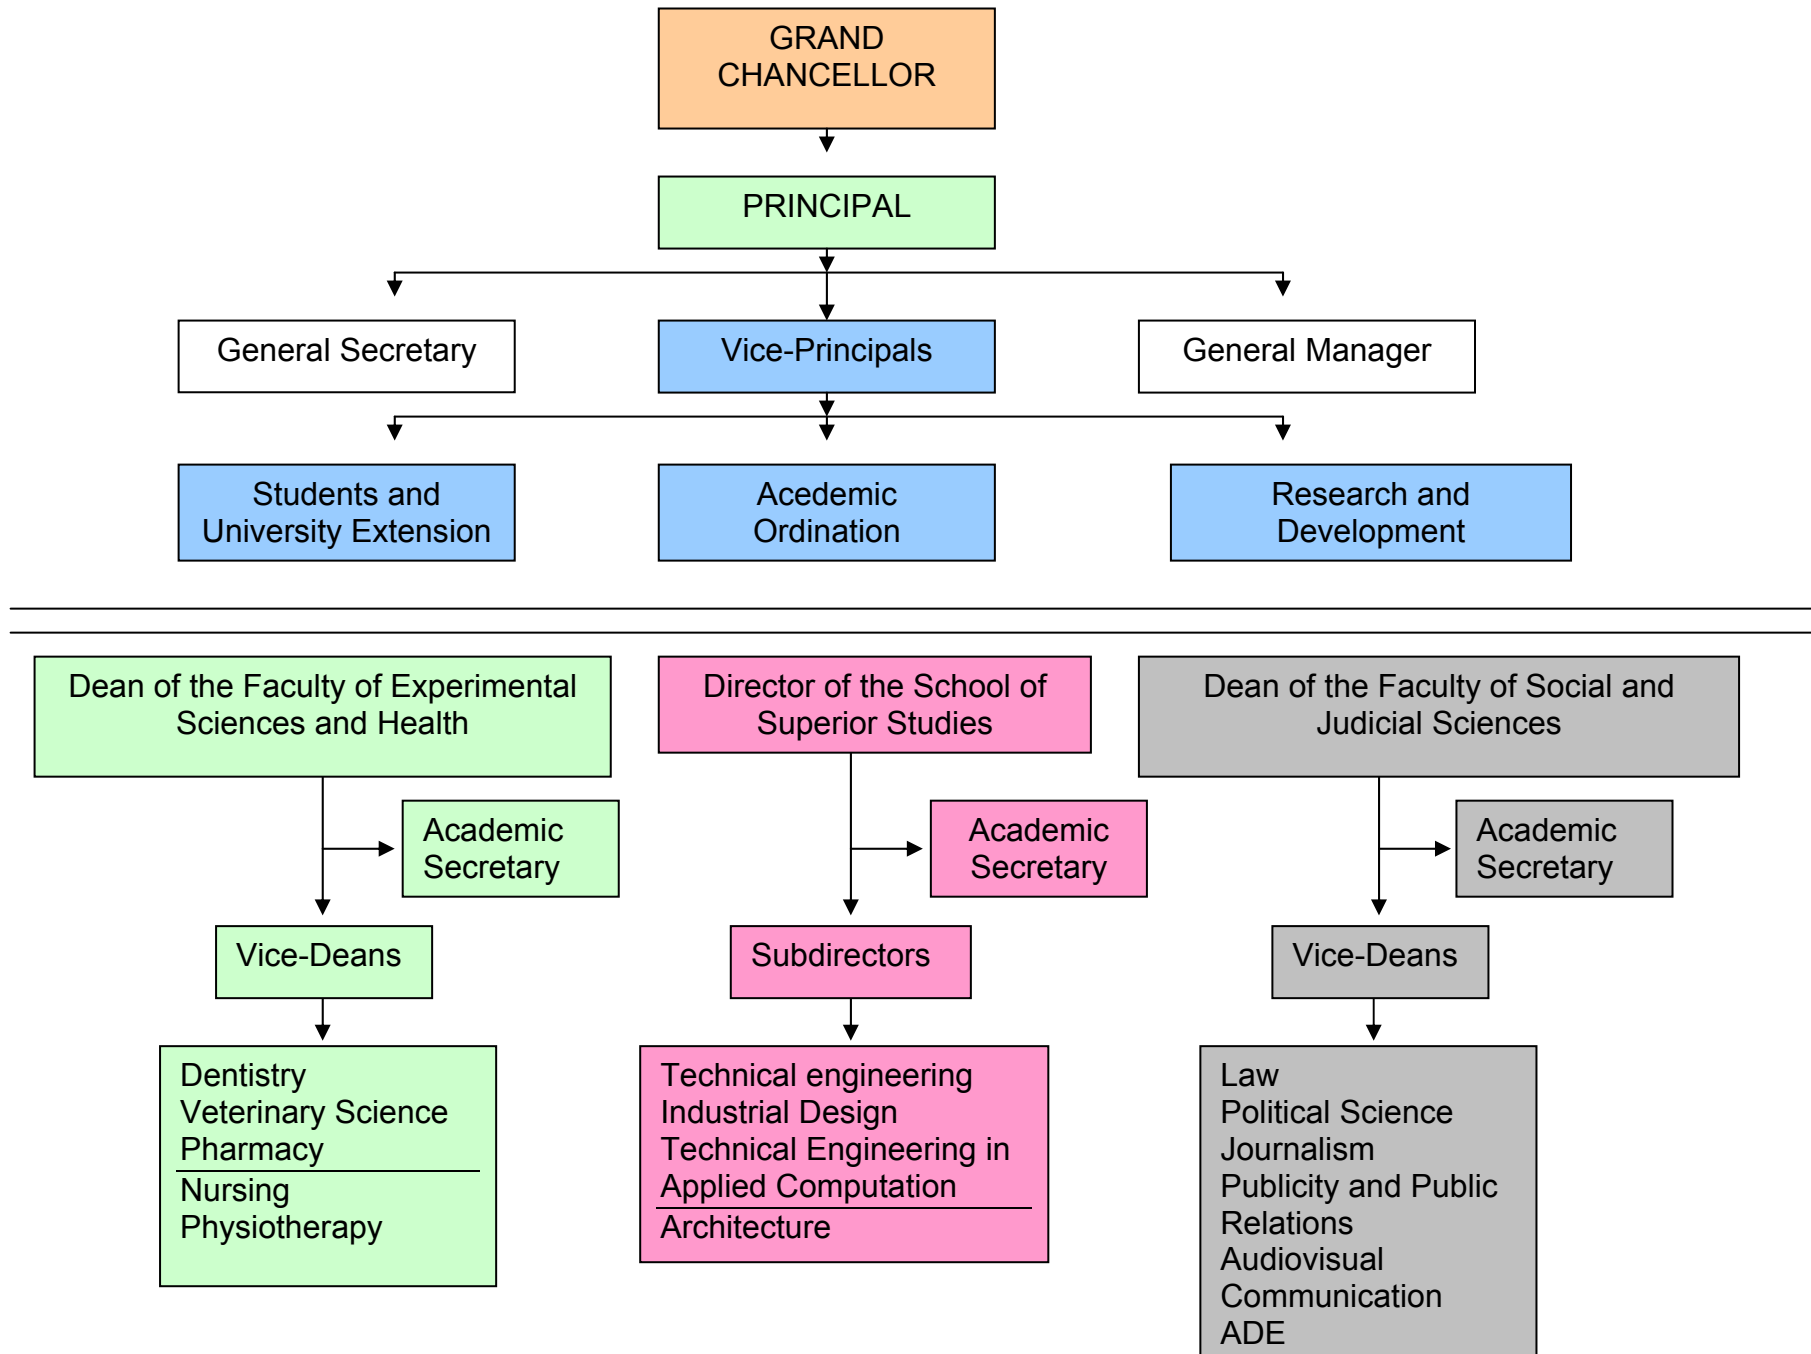 GRAND
CHANCELLOR
PRINCIPAL
General Secretary
Vice-Principals
General Manager
Students and
University Extension
Acedemic
Ordination
Research and
Development
Dean of the Faculty of Experimental
Sciences and Health
Director of the School of
Superior Studies
Dean of the Faculty of Social and
Judicial Sciences
Academic
Secretary
Academic
Secretary
Academic
Secretary
Vice-Deans
Subdirectors
Vice-Deans
Dentistry
Veterinary Science
Pharmacy
Nursing
Physiotherapy
Technical engineering
Industrial Design
Technical Engineering in
Applied Computation
Architecture
Law
Political Science
Journalism
Publicity and Public
Relations
Audiovisual
Communication
ADE